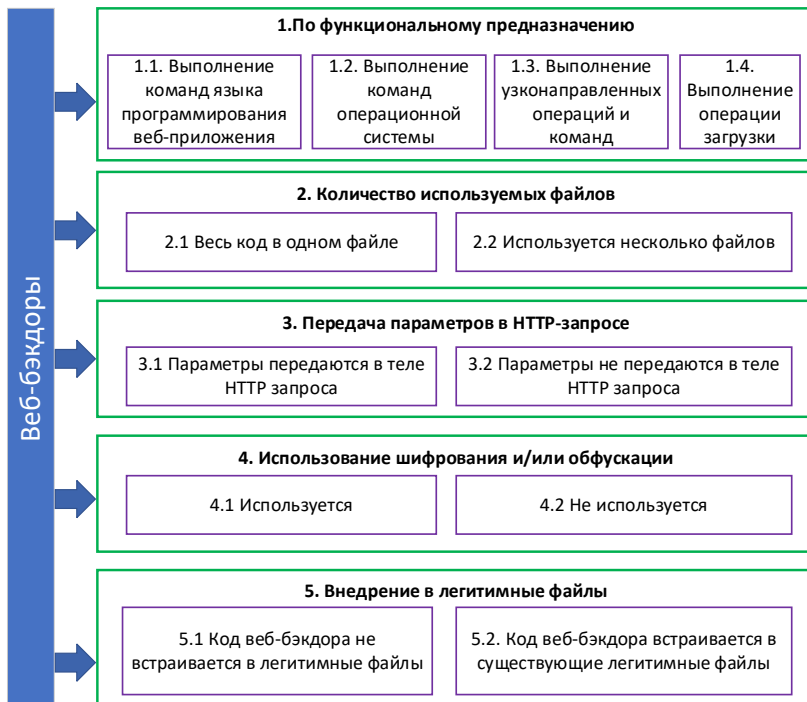 Веб-бэкдоры
1.По функциональному предназначению
1.1. Выполнение
команд языка
программирования
веб-приложения
1.2. Выполнение
команд
операционной
системы
1.3. Выполнение
узконаправленных
операций и
команд
1.4.
Выполнение
операции
загрузки
2. Количество используемых файлов
2.1 Весь код в одном файле
2.2 Используется несколько файлов
3. Передача параметров в HTTP-запросе
3.1 Параметры передаются в теле
HTTP запроса
3.2 Параметры не передаются в теле
HTTP запроса
4. Использование шифрования и/или обфускации
4.1 Используется
4.2 Не используется
5. Внедрение в легитимные файлы
5.1 Код веб-бэкдора не
встраивается в легитимные файлы
5.2. Код веб-бэкдора встраивается в
существующие легитимные файлы